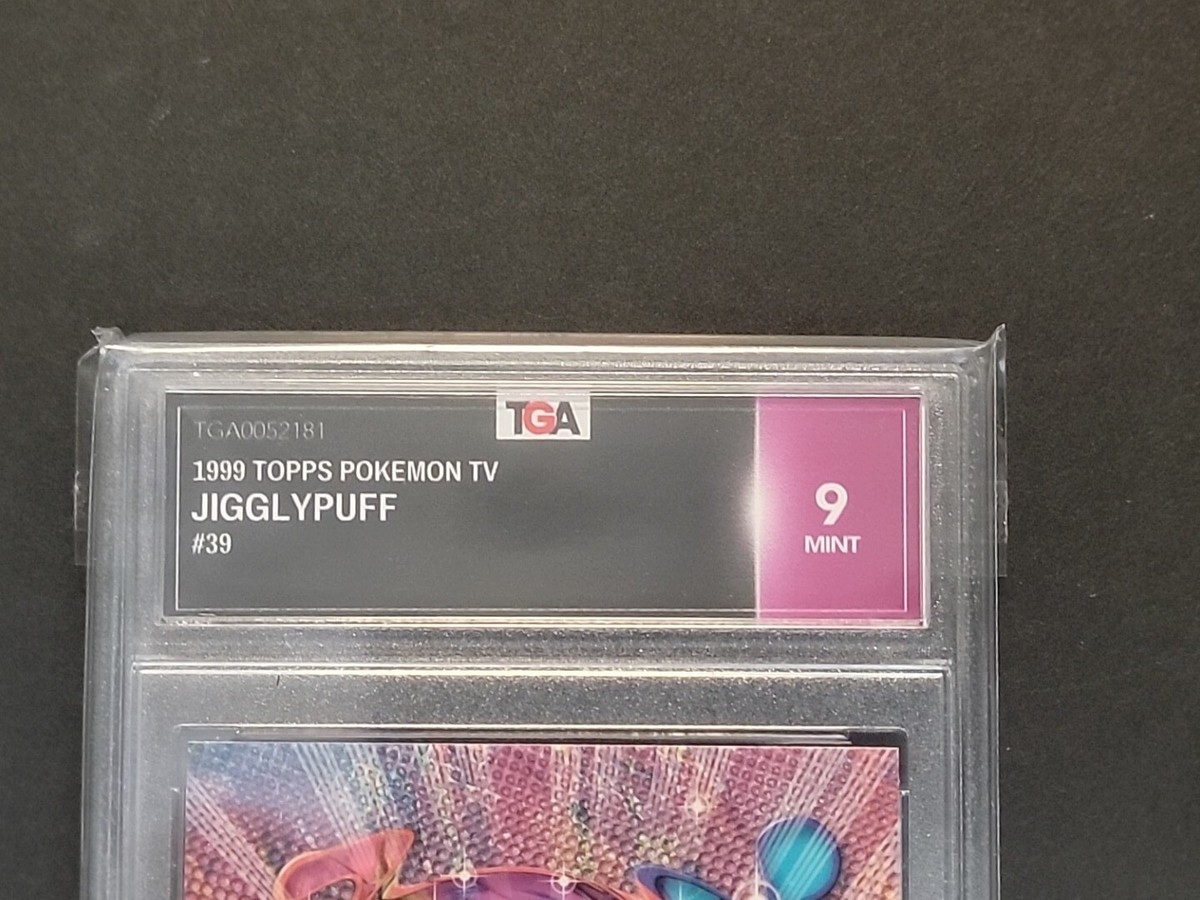 TGA
TGA0052181
1999 TOPPS POKEMON TV
JIGGLYPUFF
#39
9
MINT